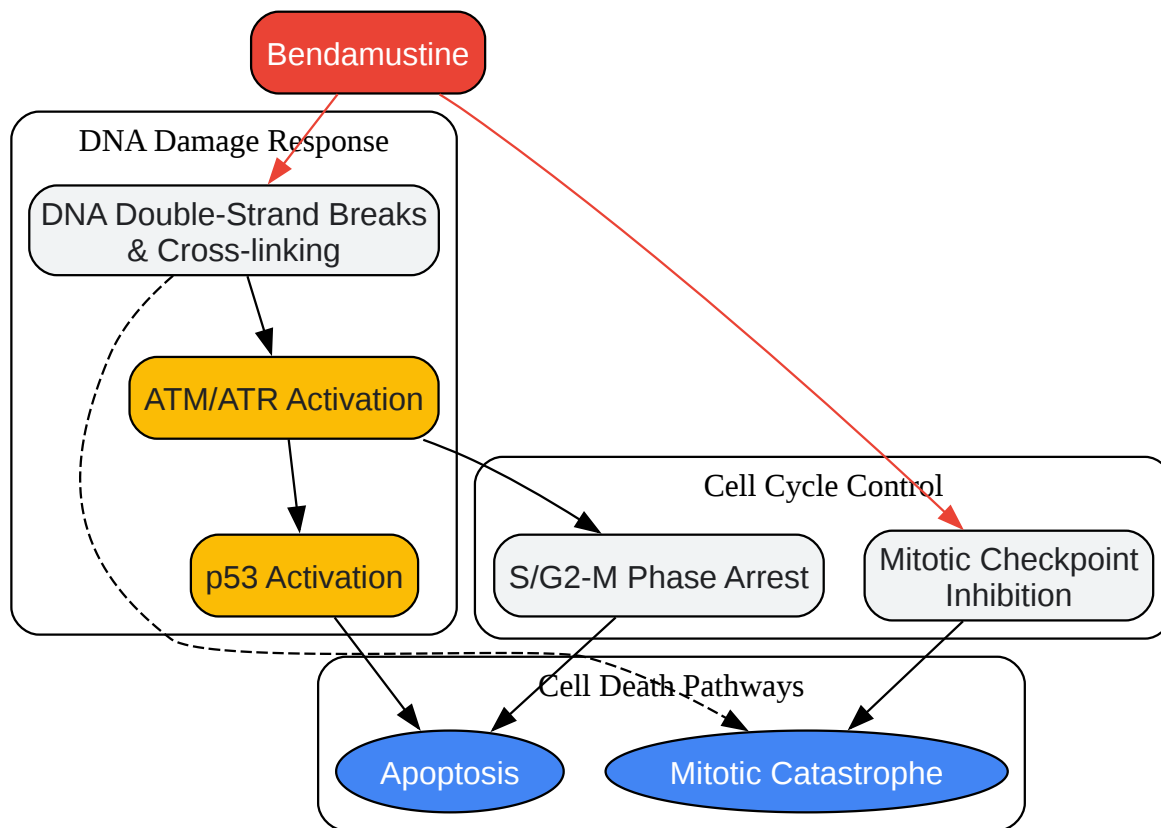 Bendamustine
DNA Damage Response
DNA Double-Strand Breaks
& Cross-linking
ATM/ATR Activation
Cell Cycle Control
p53 Activation
S/G2-M Phase Arrest
Mitotic Checkpoint
Inhibition
Cell Death Pathways
Apoptosis
Mitotic Catastrophe